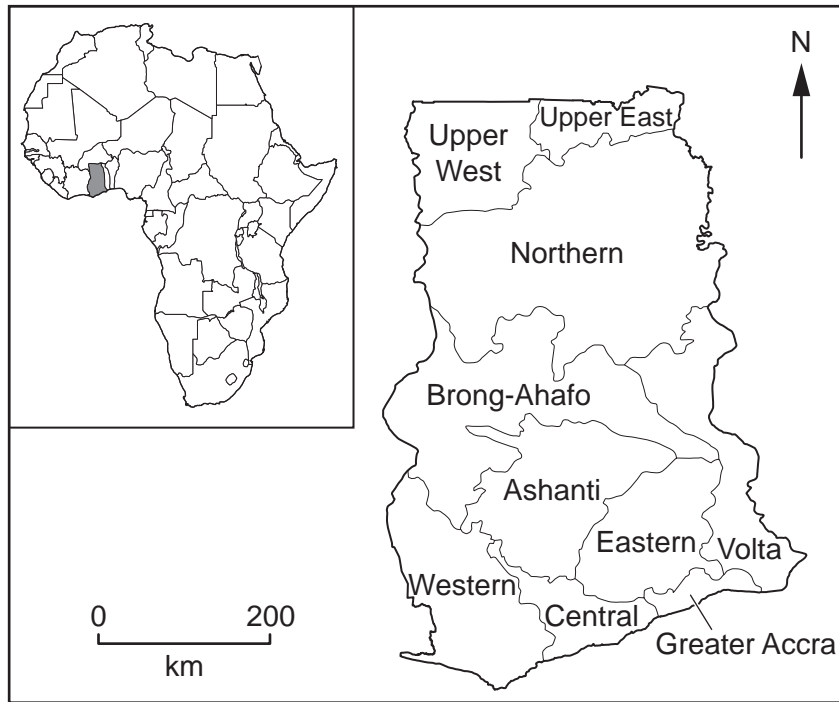 N
Upper East
Upper
West
Northern
Brong-Ahafo
Ashanti
Eastern
Volta
Western
Central
Greater Accra
0 200
km